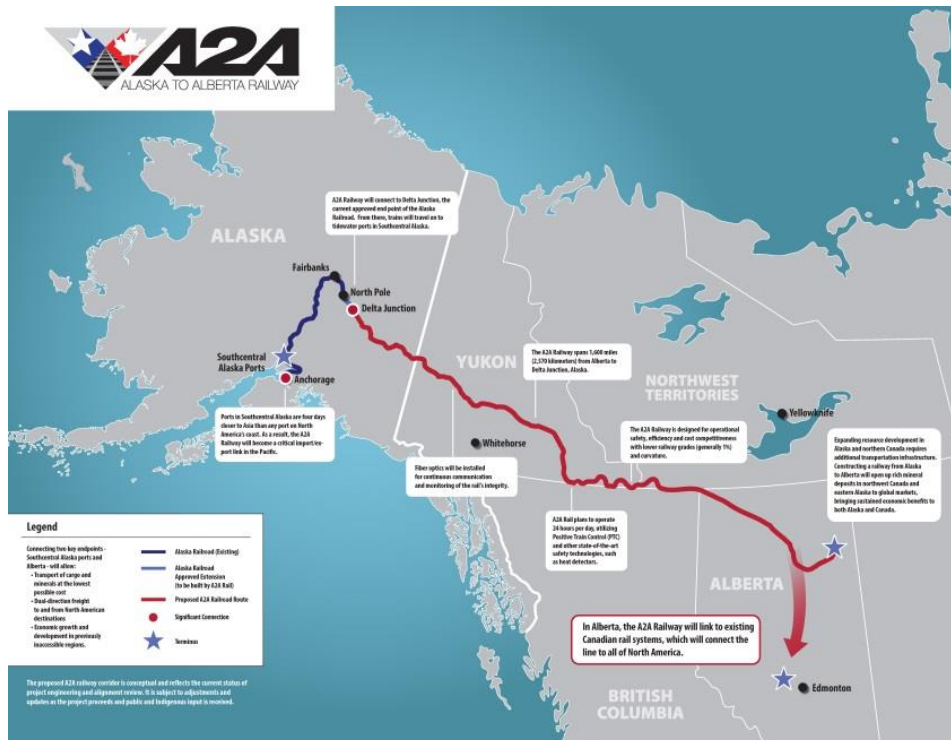 A2A
ALASKA TO ALBERTA RAILWAY
A2A Railway will connect to Delta Junction, the
current approved end point of the Alaska
Railroad. From there, trains will travel on to
tidewater ports in Southcentral Alaska.
ALASKA
Fairbanks
North Pole
Delta Junction
Southcentral
Alaska Ports
Anchorage
YUKON
The A2A Railway spans 1,600 miles
(2,570 kilometers) from Alberta to
Delta Junction, Alaska.
NORTHWEST
TERRITORIES
Yellowknife
Ports in Southcentral Alaska are four days
closer to Asia than any port on North
America's coast. As a result, the A2A
Railway will become a critical import/ex-
port link in the Pacific.
Whitehorse
The A2A Railway is designed for operational
safety, efficiency and cost competitiveness
with lower railway grades (generally 1%)
and curvature.
Expanding resource development in
Alaska and northern Canada requires
additional transportation infrastructure.
Constructing a railway from Alaska
to Alberta will open up rich mineral
deposits in northwest Canada and
eastern Alaska to global markets,
bringing sustained economic benefits to
both Alaska and Canada.
Fiber optics will be installed
for continuous communication
and monitoring of the rail's integrity.
A2A Rail plans to operate
24 hours per day, utilizing
Positive Train Control (PTC)
and other state-of-the-art
safety technologies, such
as heat detectors.
ALBERTA
Legend
Connecting two key endpoints -
Southcentral Alaska ports and
Alberta - will allow:
• Transport of cargo and
minerals at the lowest
possible cost
• Dual-direction freight
to and from North American
destinations
• Economic growth and
development in previously
inaccessible regions.
Alaska Railroad (Existing)
Alaska Railroad
Approved Extension
(to be built by A2A Rail)
Proposed A2A Railroad Route
Significant Connection
Terminus
In Alberta, the A2A Railway will link to existing
Canadian rail systems, which will connect the
line to all of North America.
Edmonton
BRITISH
COLUMBIA
The proposed A2A railway corridor is conceptual and reflects the current status of
project engineering and alignment review. It is subject to adjustments and
updates as the project proceeds and public and Indigenous input is received.